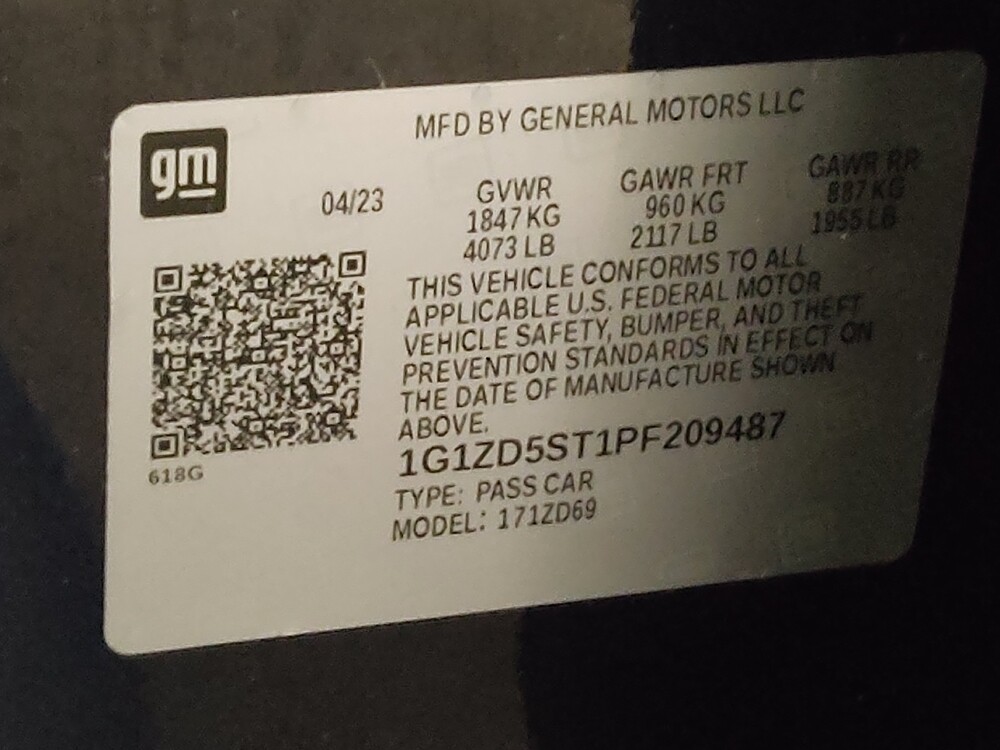 gm
MFD BY GENERAL MOTORS LLC
04/23
GVWR
1847 KG
4073 LB
GAWR FRT
960 KG
2117 LB
GAWR RR
887 KG
1955 LB
THIS VEHICLE CONFORMS TO ALL
APPLICABLE U.S. FEDERAL MOTOR
VEHICLE SAFETY, BUMPER, AND THEFT
PREVENTION STANDARDS IN EFFECT ON
THE DATE OF MANUFACTURE SHOWN
ABOVE.
1G1ZD5ST1PF209487
TYPE: PASS CAR
MODEL: 171ZD69
618G